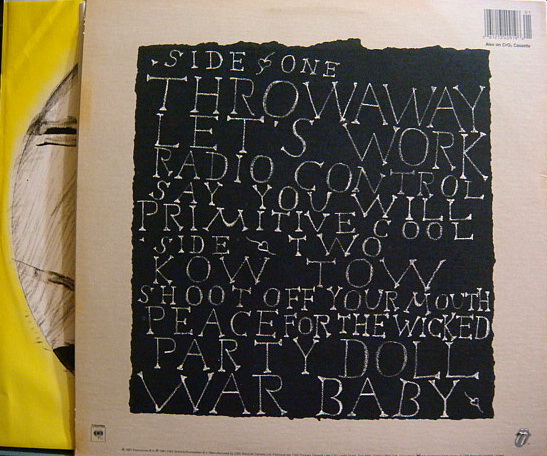 Also on CrO₂ Cassette
SIDE ONE
THROWAWAY
LET'S WORK
RADIO CONTROL
SAY YOU WILL
PRIMITIVE COOL
SIDE TWO
KOW TOW
SHOOT OFF YOUR MOUTH
PEACE FOR THE WICKED
PARTY DOLL
WAR BABY